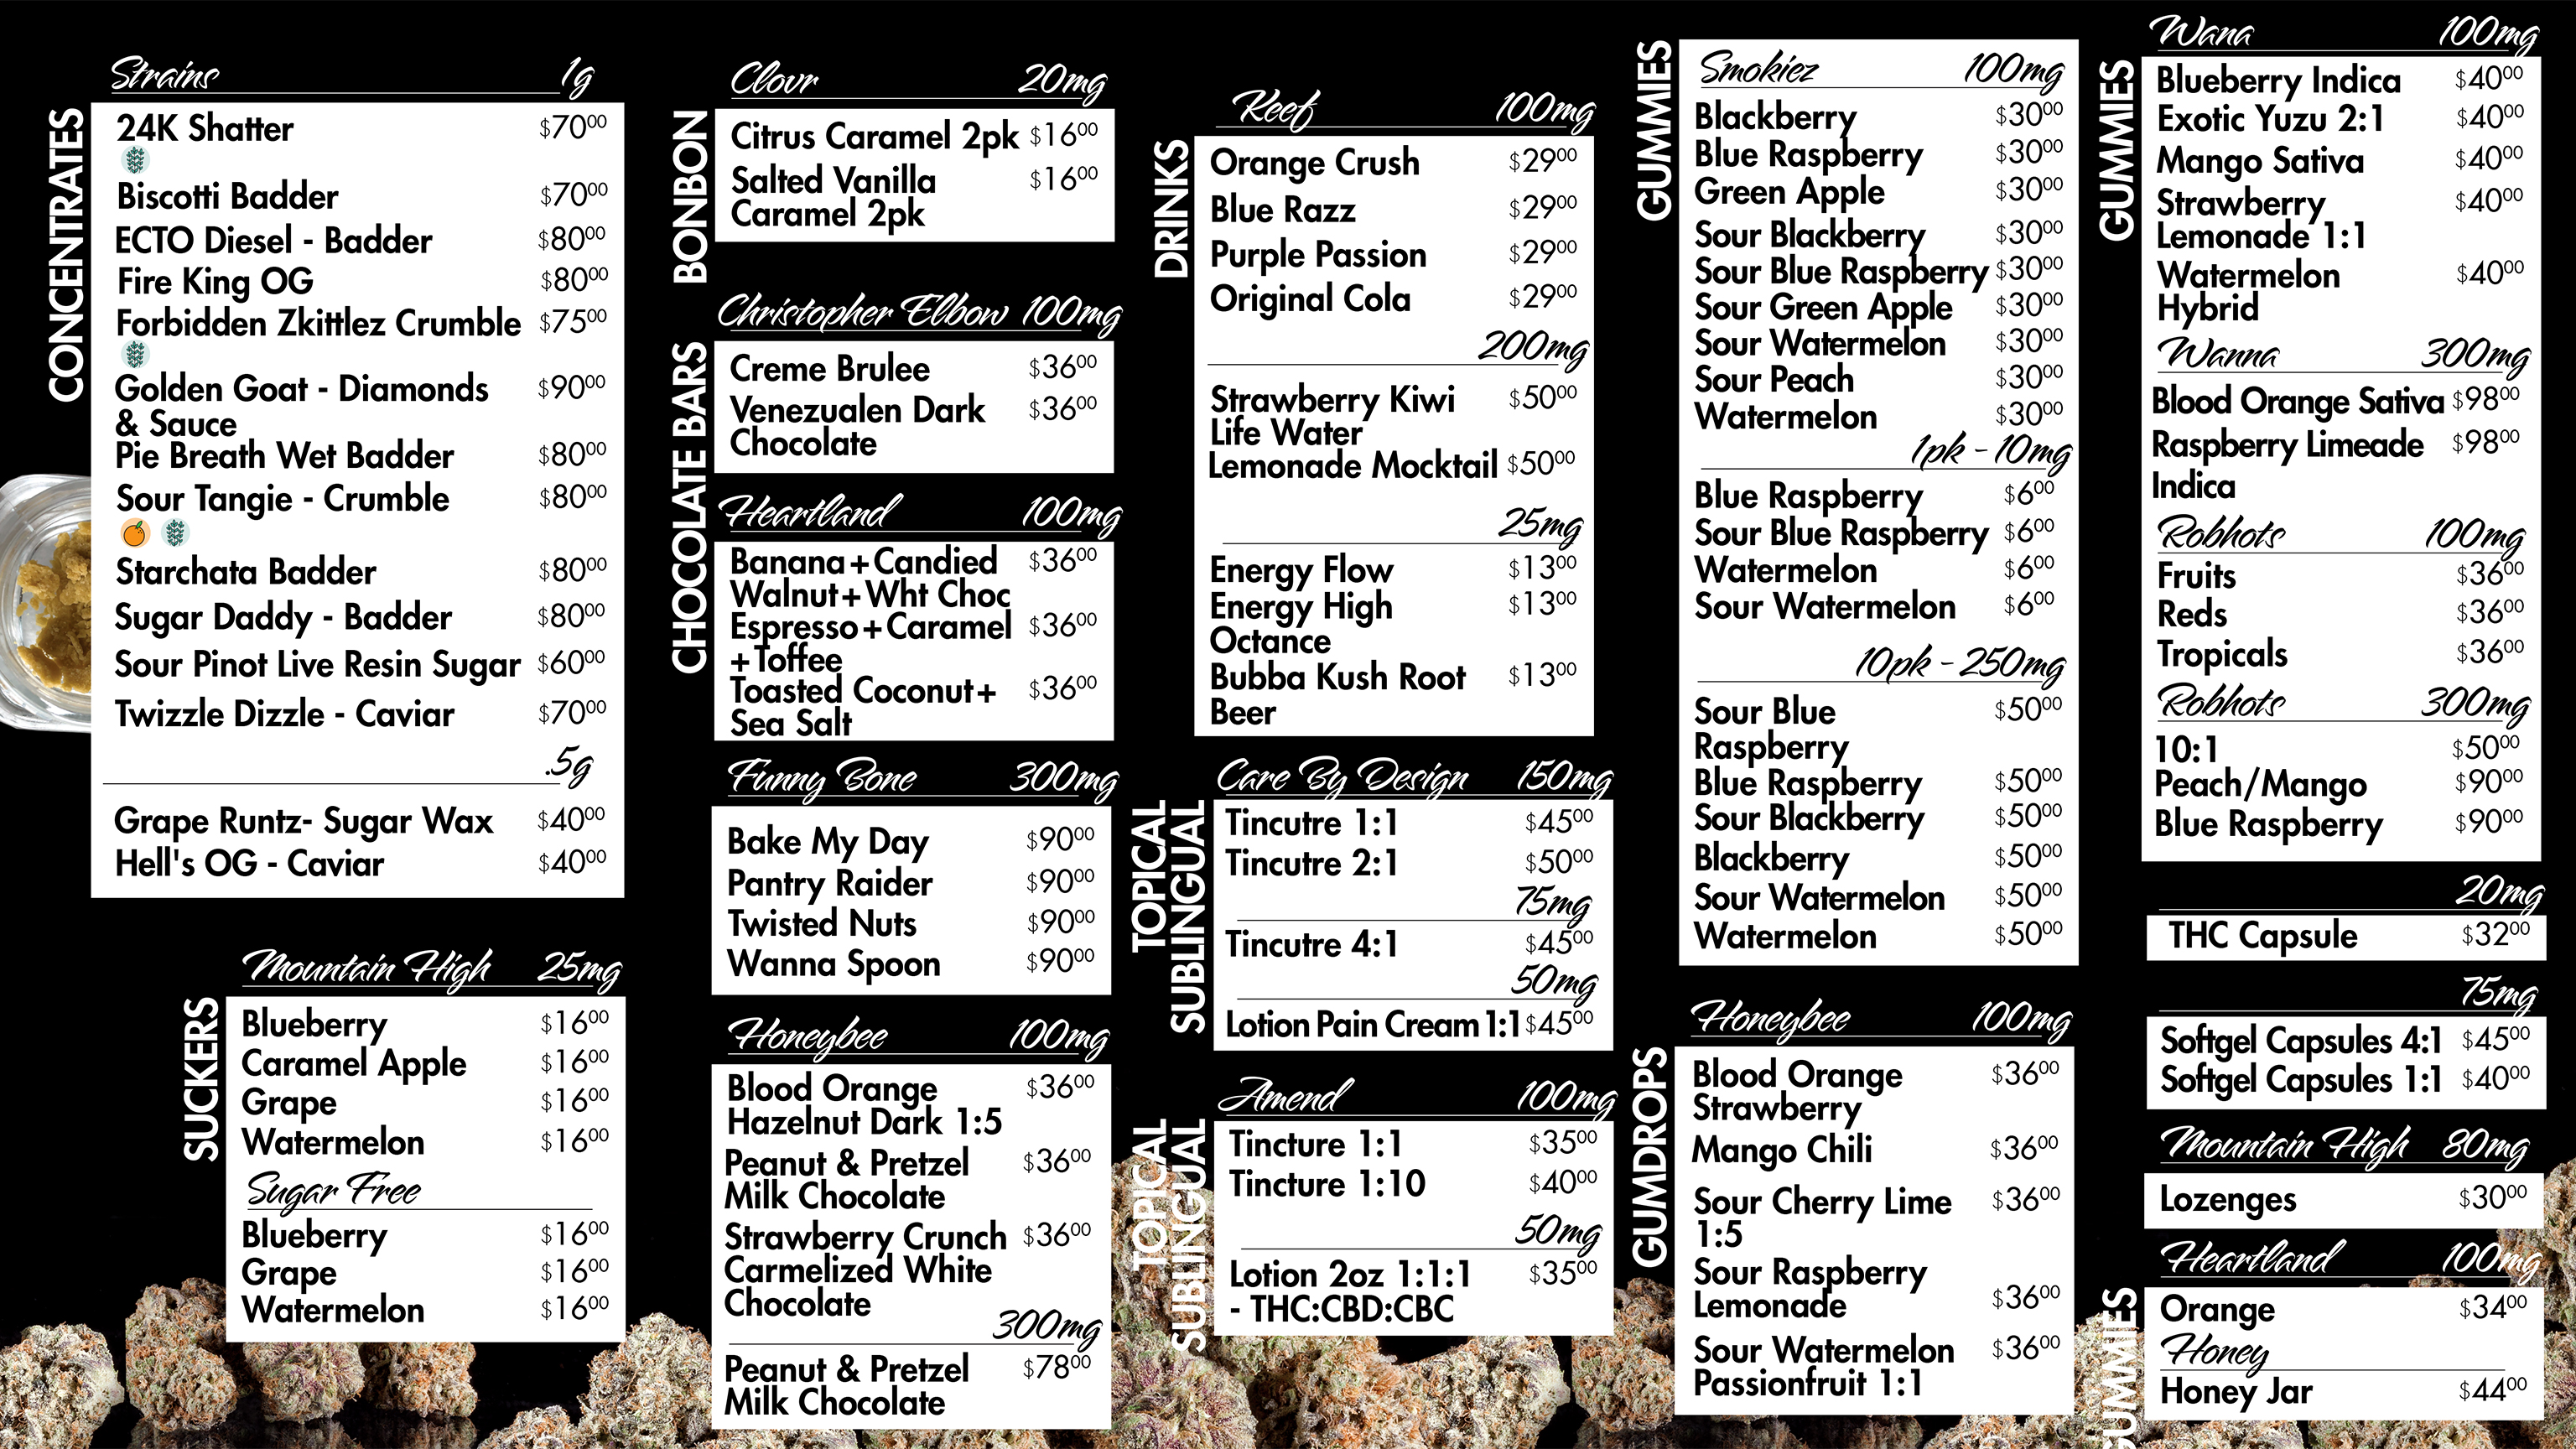 CONCENTRATES
Strains 1g
24K Shatter $70.00
Biscotti Badder $70.00
ECTO Diesel - Badder $80.00
Fire King OG $80.00
Forbidden Zkittlez Crumble $75.00
Golden Goat - Diamonds $90.00
& Sauce
Pie Breath Wet Badder $80.00
Sour Tangie - Crumble $80.00
Starchata Badder $80.00
Sugar Daddy - Badder $80.00
Sour Pinot Live Resin Sugar $60.00
Twizzle Dizzle - Caviar $70.00
.5g
Grape Runtz- Sugar Wax $40.00
Hell's OG - Caviar $40.00
SUCKERS
Mountain High 25mg
Blueberry $16.00
Caramel Apple $16.00
Grape $16.00
Watermelon $16.00
Sugar Free
Blueberry $16.00
Grape $16.00
Watermelon $16.00
BONBON
Clovr 20mg
Citrus Caramel 2pk $16.00
Salted Vanilla $16.00
Caramel 2pk
CHOCOLATE BARS
Christopher Elbow 100mg
Creme Brulee $36.00
Venezualen Dark $36.00
Chocolate
Heartland 100mg
Banana+Candied $36.00
Walnut+Wht Choc
Espresso+Caramel $36.00
+Toffee
Toasted Coconut+ $36.00
Sea Salt
Funny Bone 300mg
Bake My Day $90.00
Pantry Raider $90.00
Twisted Nuts $90.00
Wanna Spoon $90.00
Honeybee 100mg
Blood Orange $36.00
Hazelnut Dark 1:5
Peanut & Pretzel $36.00
Milk Chocolate
Strawberry Crunch $36.00
Carmelized White
Chocolate
300mg
Peanut & Pretzel $78.00
Milk Chocolate
DRINKS
Keef 100mg
Orange Crush $29.00
Blue Razz $29.00
Purple Passion $29.00
Original Cola $29.00
200mg
Strawberry Kiwi $50.00
Life Water
Lemonade Mocktail $50.00
25mg
Energy Flow $13.00
Energy High $13.00
Octance
Bubba Kush Root $13.00
Beer
TOPICAL
SUBLINGUAL
Care By Design 150mg
Tincutre 1:1 $45.00
Tincutre 2:1 $50.00
75mg
Tincutre 4:1 $45.00
50mg
Lotion Pain Cream 1:1 $45.00
TOPICAL
SUBLINGUAL
Amend 100mg
Tincture 1:1 $35.00
Tincture 1:10 $40.00
50mg
Lotion 2oz 1:1:1 $35.00
- THC:CBD:CBC
GUMMIES
Smokiez 100mg
Blackberry $30.00
Blue Raspberry $30.00
Green Apple $30.00
Sour Blackberry $30.00
Sour Blue Raspberry $30.00
Sour Green Apple $30.00
Sour Watermelon $30.00
Sour Peach $30.00
Watermelon $30.00
1pk - 10mg
Blue Raspberry $6.00
Sour Blue Raspberry $6.00
Watermelon $6.00
Sour Watermelon $6.00
10pk - 250mg
Sour Blue $50.00
Raspberry
Blue Raspberry $50.00
Sour Blackberry $50.00
Blackberry $50.00
Sour Watermelon $50.00
Watermelon $50.00
GUMDROPS
Honeybee 100mg
Blood Orange $36.00
Strawberry
Mango Chili $36.00
Sour Cherry Lime $36.00
1:5
Sour Raspberry
Lemonade $36.00
Sour Watermelon $36.00
Passionfruit 1:1
GUMMIES
Wana 100mg
Blueberry Indica $40.00
Exotic Yuzu 2:1 $40.00
Mango Sativa $40.00
Strawberry $40.00
Lemonade 1:1
Watermelon $40.00
Hybrid
Wanna 300mg
Blood Orange Sativa $98.00
Raspberry Limeade $98.00
Indica
Robhots 100mg
Fruits $36.00
Reds $36.00
Tropicals $36.00
Robhots 300mg
10:1 $50.00
Peach/Mango $90.00
Blue Raspberry $90.00
20mg
THC Capsule $32.00
75mg
Softgel Capsules 4:1 $45.00
Softgel Capsules 1:1 $40.00
Mountain High 80mg
Lozenges $30.00
GUMMIES
Heartland 100mg
Orange $34.00
Honey
Honey Jar $44.00